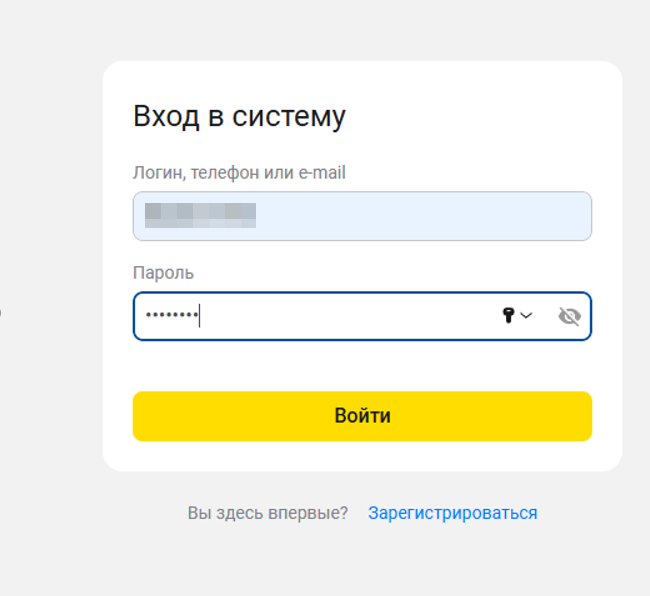 Вход в систему
Логин, телефон или e-mail
Пароль
••••••••
Войти
Вы здесь впервые? Зарегистрироваться